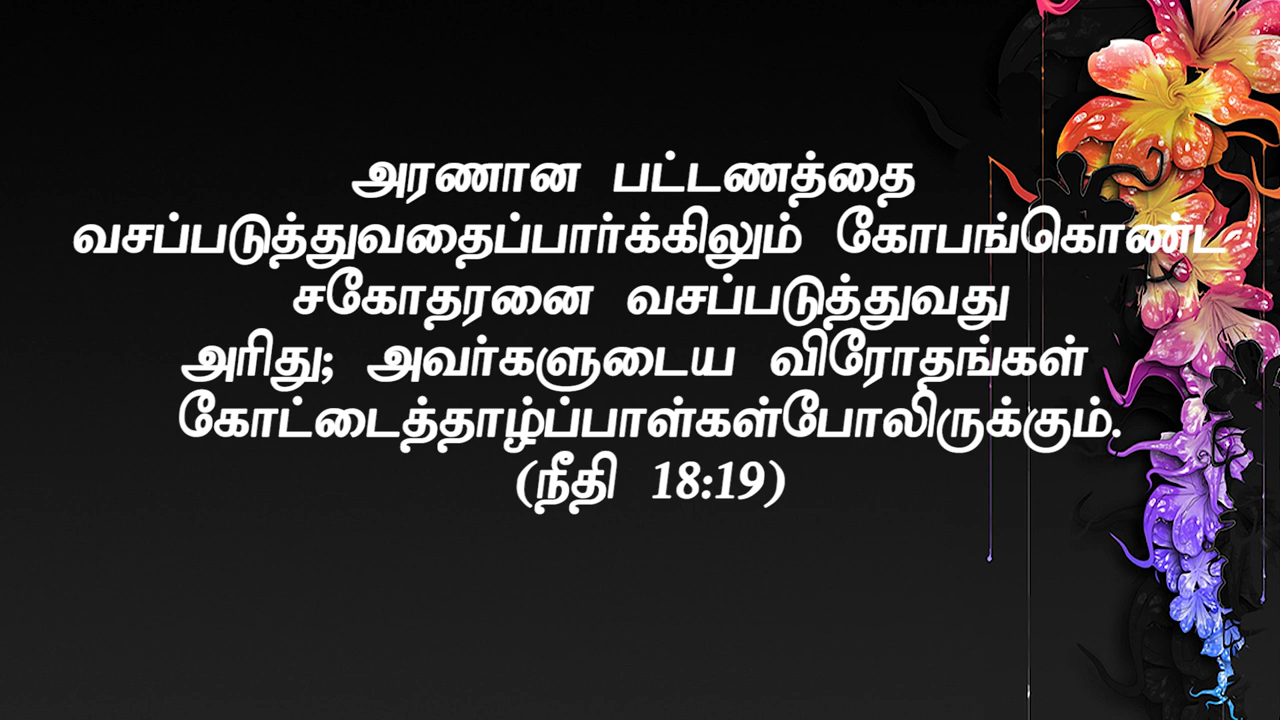 அரணான பட்டணத்தை
வசப்படுத்துவதைப்பார்க்கிலும் கோபங்கொண்ட
சகோதரனை வசப்படுத்துவது
அரிது; அவர்களுடைய விரோதங்கள்
கோட்டைத்தாழ்ப்பாள்கள்போலிருக்கும்.
(நீதி 18:19)